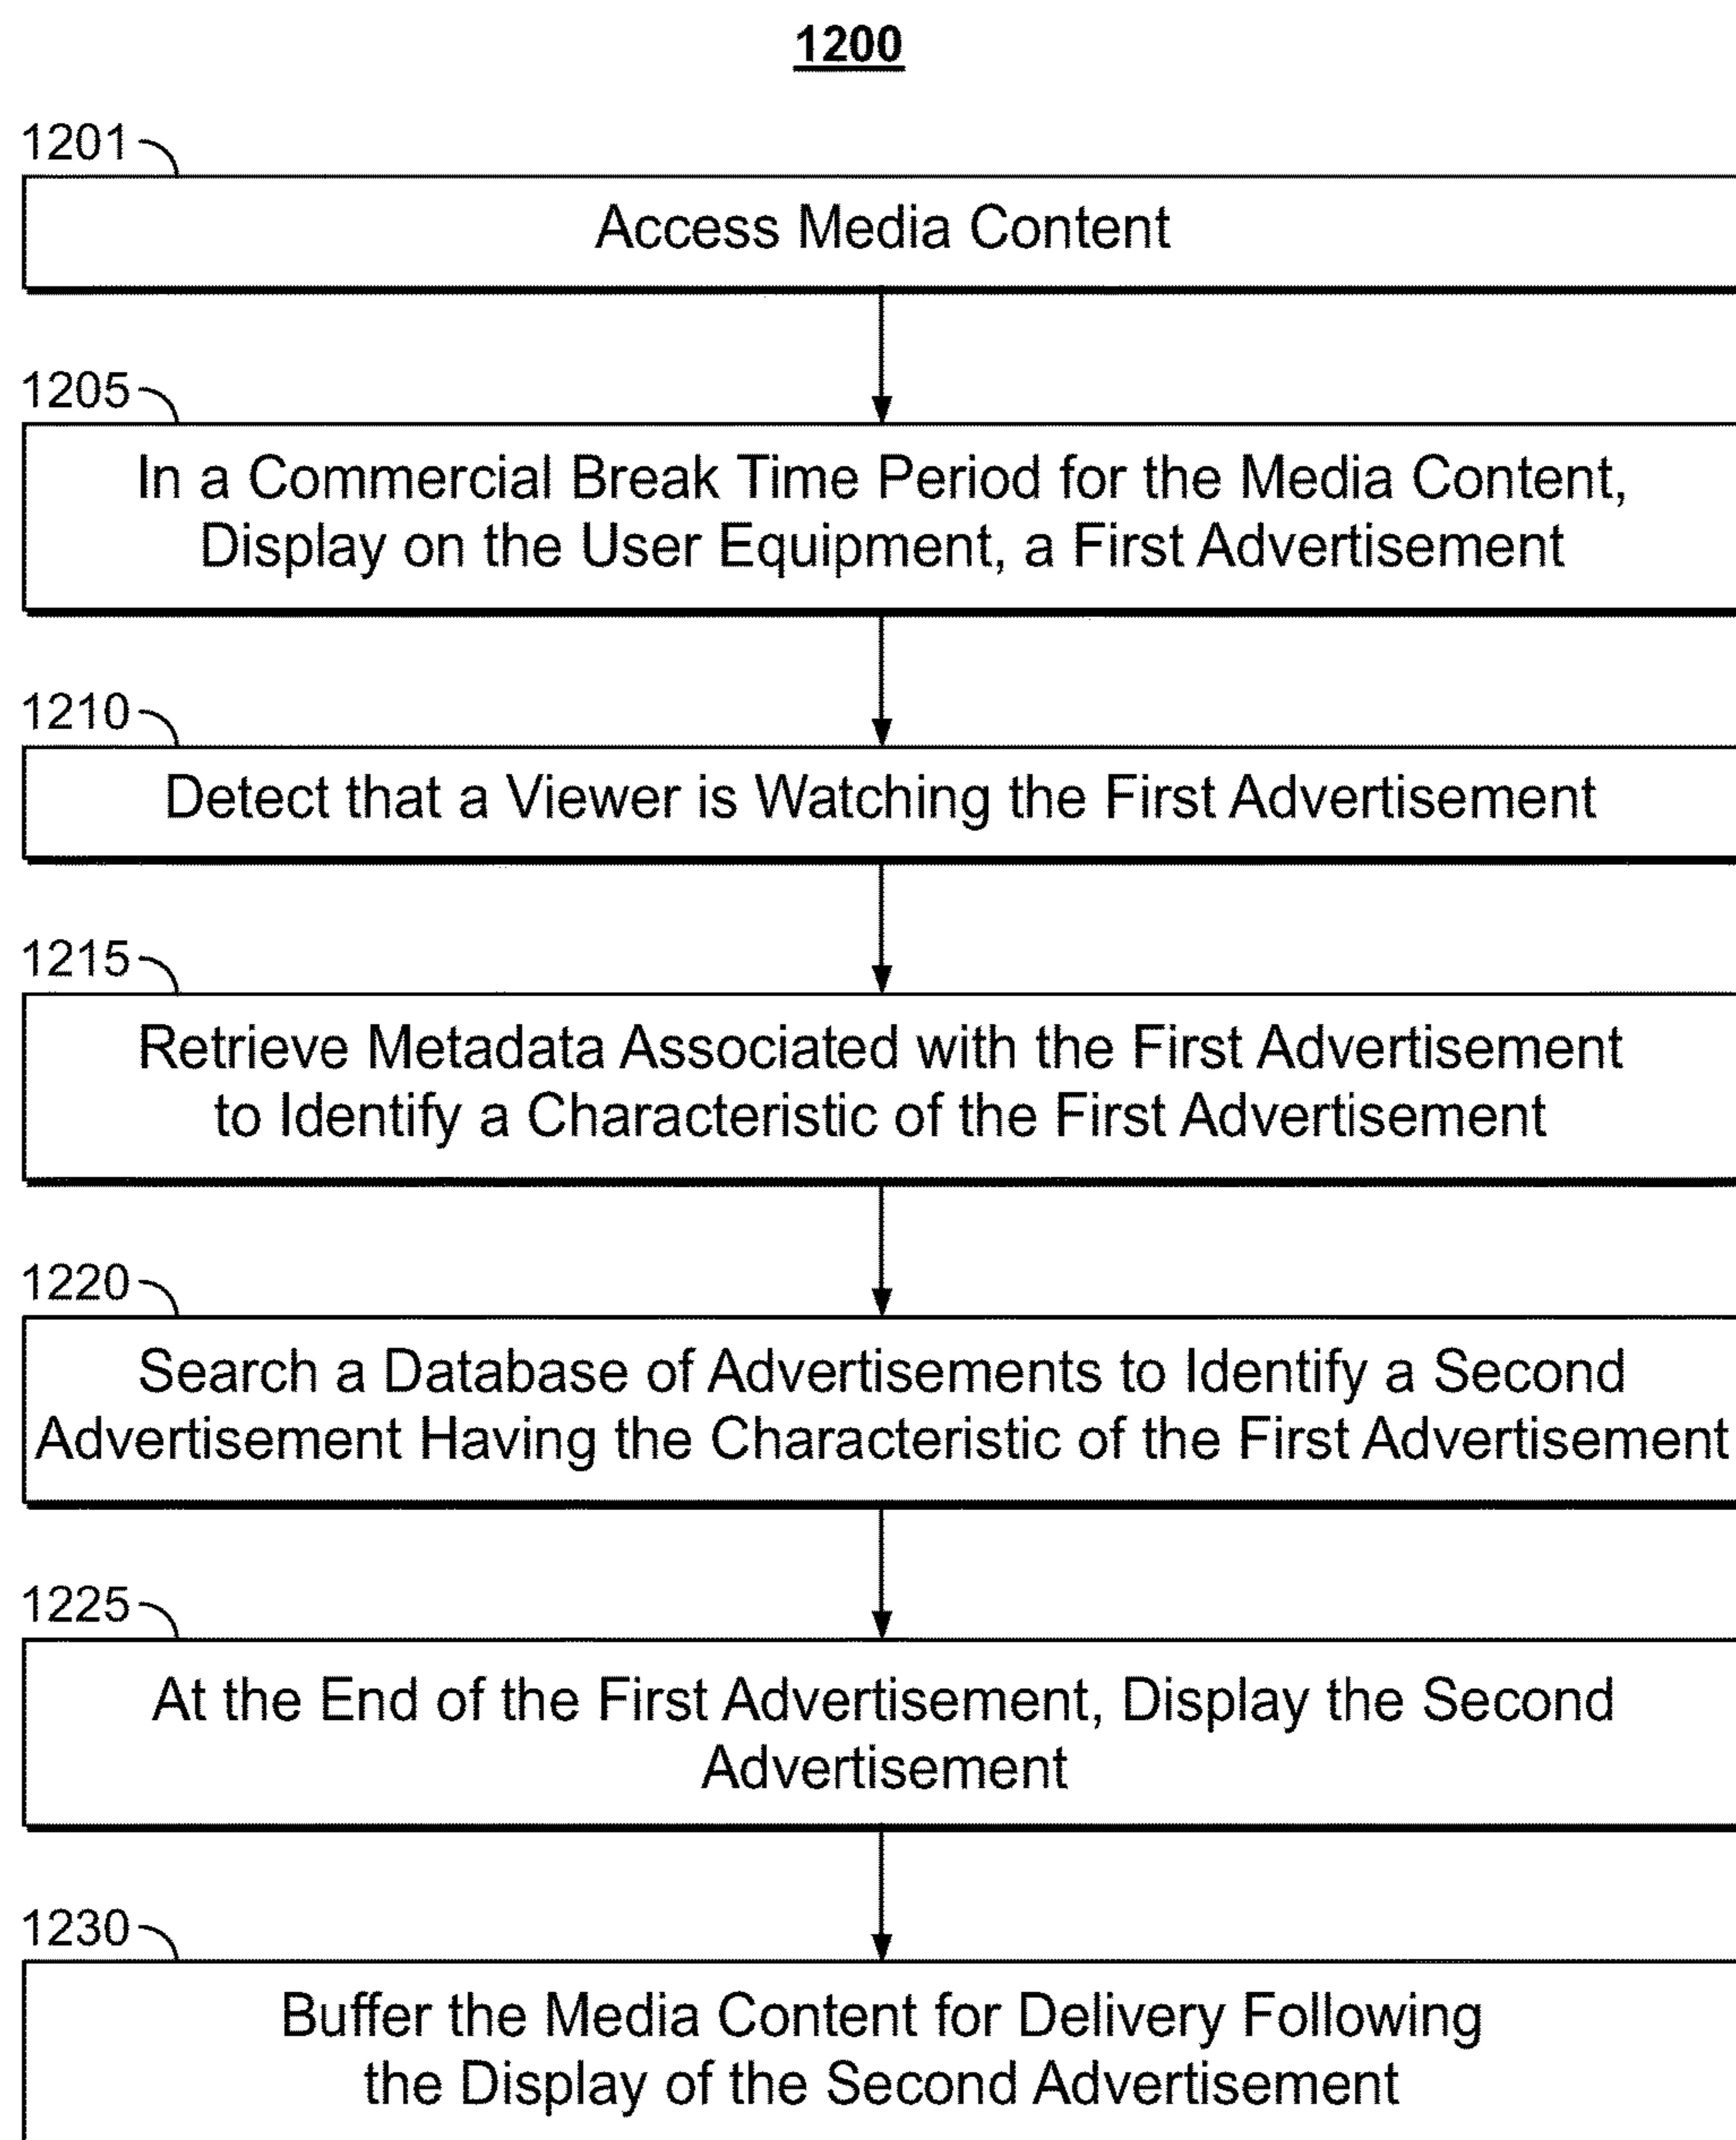 1200
1201
Access Media Content
1205
In a Commercial Break Time Period for the Media Content,
Display on the User Equipment, a First Advertisement
1210
Detect that a Viewer is Watching the First Advertisement
1215
Retrieve Metadata Associated with the First Advertisement
to Identify a Characteristic of the First Advertisement
1220
Search a Database of Advertisements to Identify a Second
Advertisement Having the Characteristic of the First Advertisement
1225
At the End of the First Advertisement, Display the Second
Advertisement
1230
Buffer the Media Content for Delivery Following
the Display of the Second Advertisement